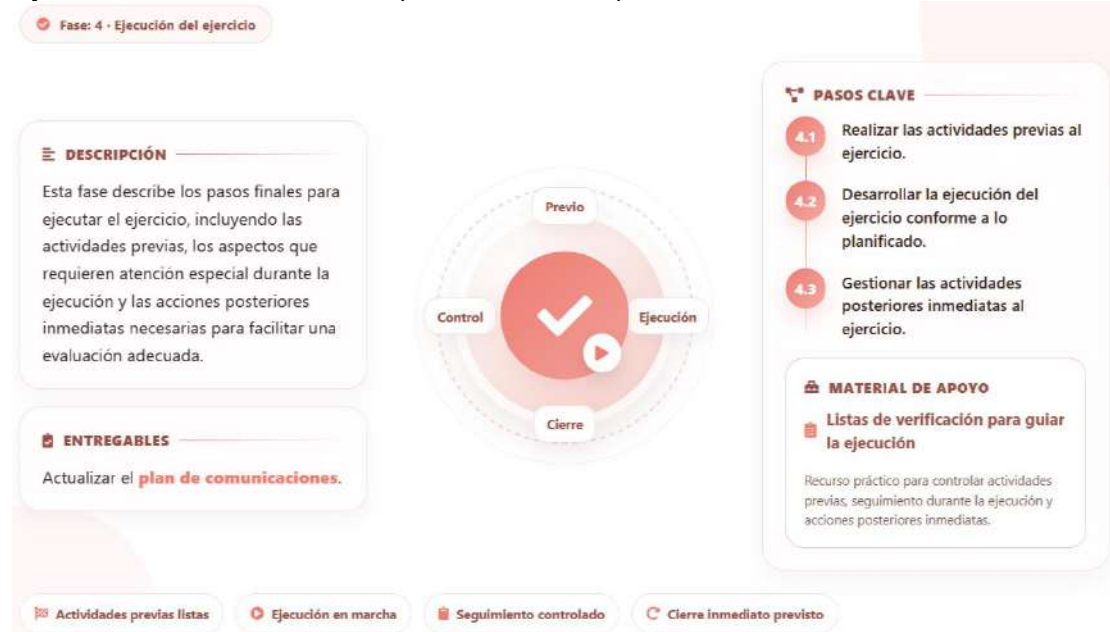 Fase: 4 · Ejecución del ejercicio
DESCRIPCIÓN
Esta fase describe los pasos finales para
ejecutar el ejercicio, incluyendo las
actividades previas, los aspectos que
requieren atención especial durante la
ejecución y las acciones posteriores
inmediatas necesarias para facilitar una
evaluación adecuada.
ENTREGABLES
Actualizar el plan de comunicaciones.
Previo
Control
Ejecución
Cierre
PASOS CLAVE
4.1 Realizar las actividades previas al
ejercicio.
4.2 Desarrollar la ejecución del
ejercicio conforme a lo
planificado.
4.3 Gestionar las actividades
posteriores inmediatas al
ejercicio.
MATERIAL DE APOYO
Listas de verificación para guiar
la ejecución
Recurso práctico para controlar actividades
previas, seguimiento durante la ejecución y
acciones posteriores inmediatas.
Actividades previas listas
Ejecución en marcha
Seguimiento controlado
Cierre inmediato previsto